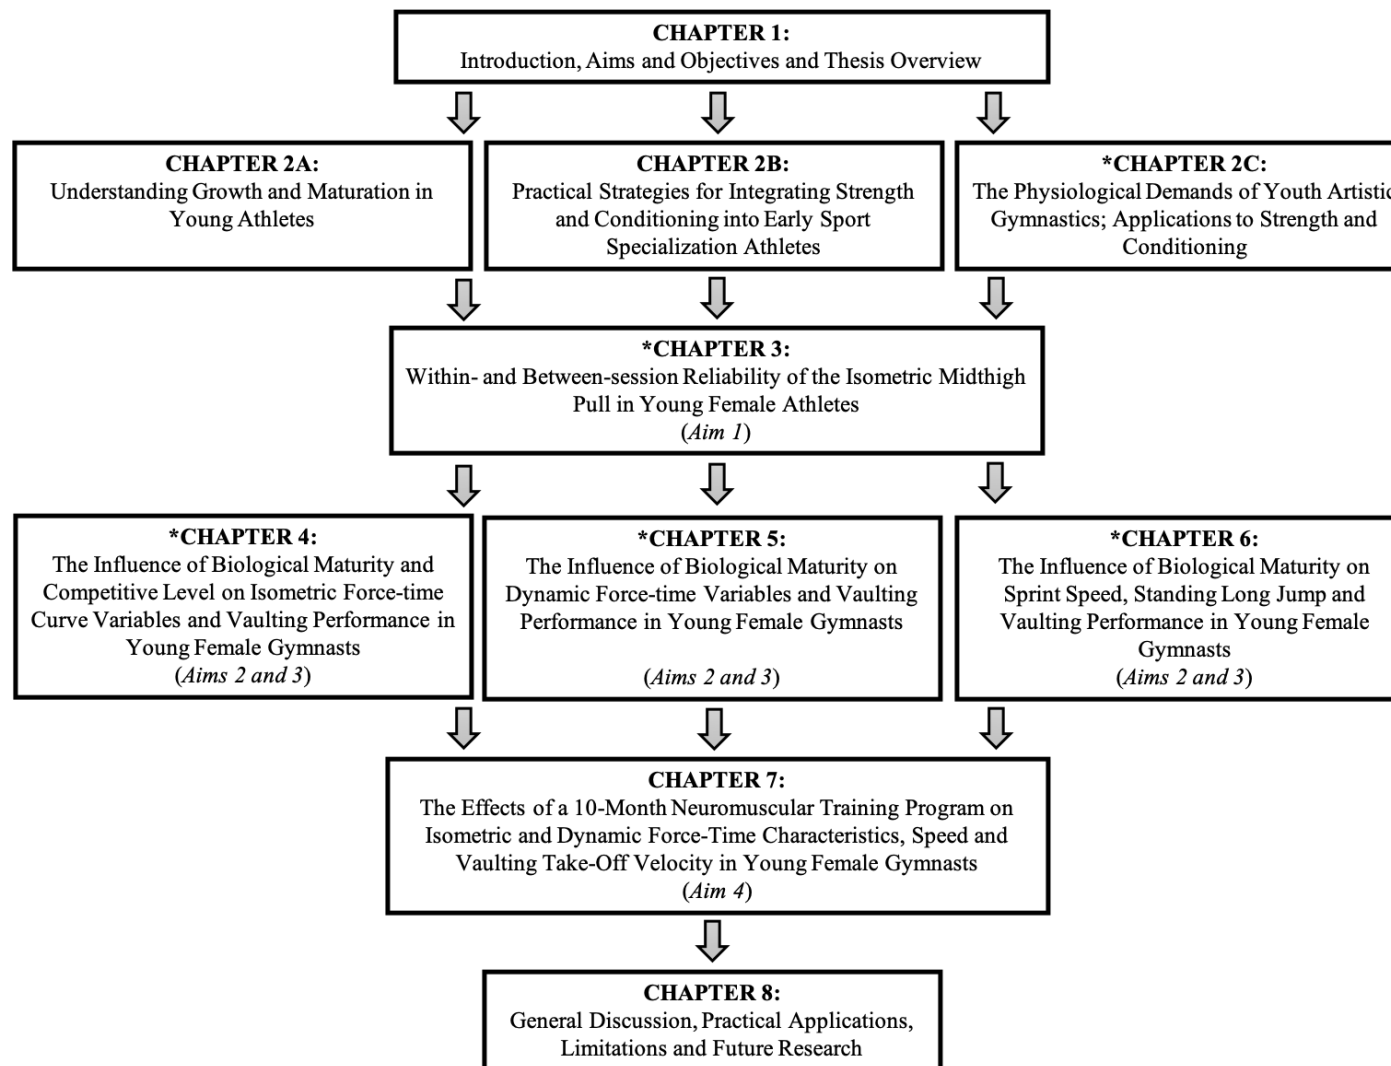 CHAPTER 1:
Introduction, Aims and Objectives and Thesis Overview
CHAPTER 2A:
Understanding Growth and Maturation in
Young Athletes
CHAPTER 2B:
Practical Strategies for Integrating Strength
and Conditioning into Early Sport
Specialization Athletes
*CHAPTER 2C:
The Physiological Demands of Youth Artistic
Gymnastics; Applications to Strength and
Conditioning
*CHAPTER 3:
Within- and Between-session Reliability of the Isometric Midthigh
Pull in Young Female Athletes
(Aim 1)
*CHAPTER 4:
The Influence of Biological Maturity and
Competitive Level on Isometric Force-time
Curve Variables and Vaulting Performance in
Young Female Gymnasts
(Aims 2 and 3)
*CHAPTER 5:
The Influence of Biological Maturity on
Dynamic Force-time Variables and Vaulting
Performance in Young Female Gymnasts
(Aims 2 and 3)
*CHAPTER 6:
The Influence of Biological Maturity on
Sprint Speed, Standing Long Jump and
Vaulting Performance in Young Female
Gymnasts
(Aims 2 and 3)
CHAPTER 7:
The Effects of a 10-Month Neuromuscular Training Program on
Isometric and Dynamic Force-Time Characteristics, Speed and
Vaulting Take-Off Velocity in Young Female Gymnasts
(Aim 4)
CHAPTER 8:
General Discussion, Practical Applications,
Limitations and Future Research